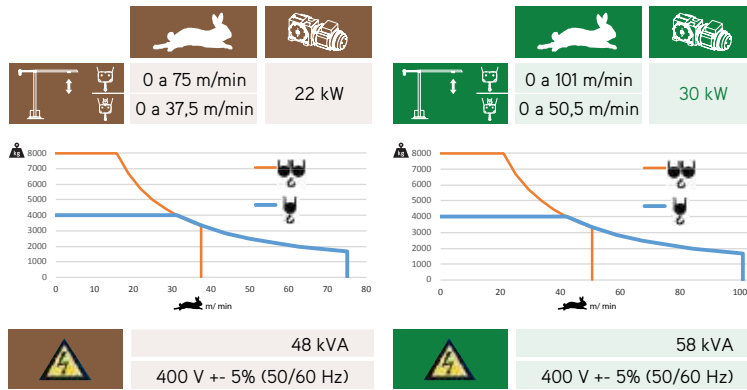 0 a 75 m/min
0 a 37,5 m/min
22 kW
0 a 101 m/min
0 a 50,5 m/min
30 kW
kg
8000
7000
6000
5000
4000
3000
2000
1000
0
0 10 20 30 40 50 60 70 80
m/ min
kg
8000
7000
6000
5000
4000
3000
2000
1000
0
0 20 40 60 80 100
m/ min
48 kVA
400 V +- 5% (50/60 Hz)
58 kVA
400 V +- 5% (50/60 Hz)